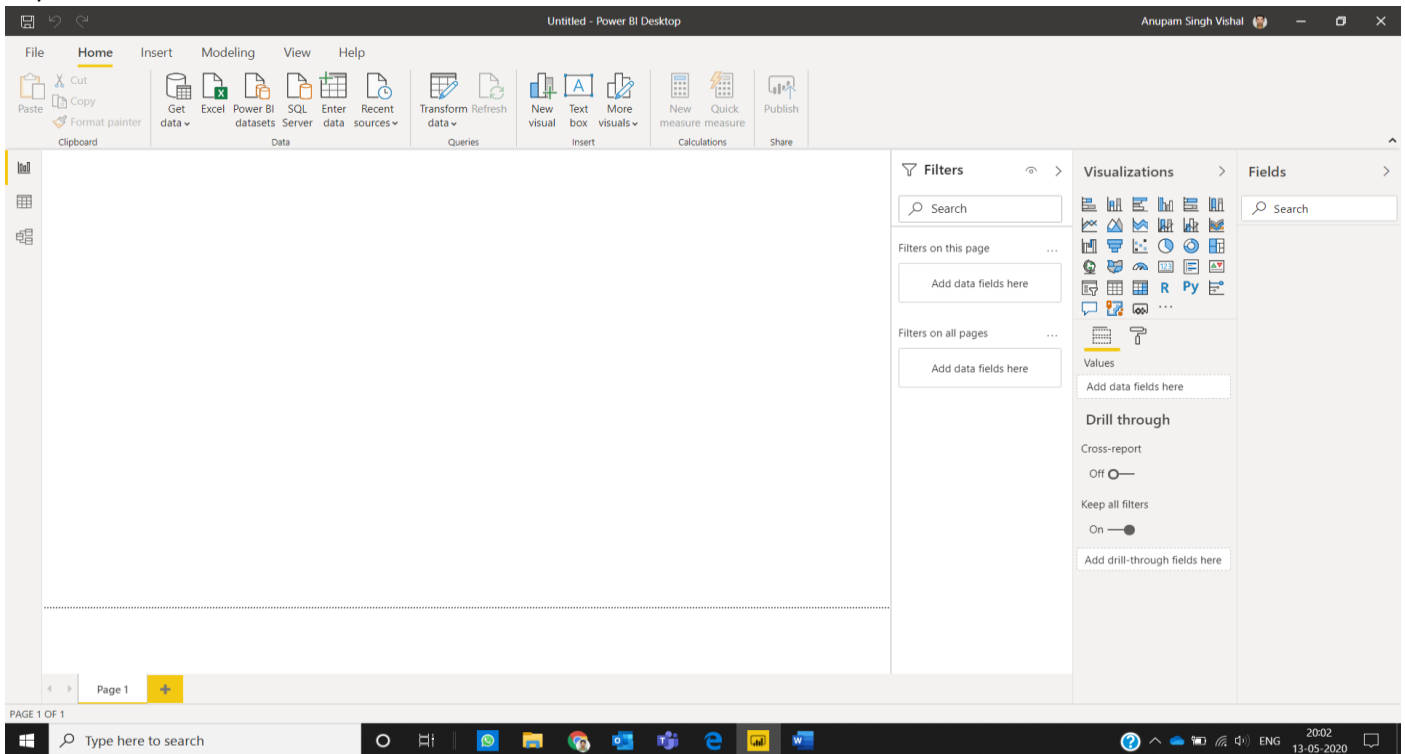 Untitled - Power BI Desktop
Anupam Singh Vishal
File Home Insert Modeling View Help
Paste
Cut
Copy
Format painter
Clipboard
Get data
Excel
Power BI datasets
SQL Server
Enter data
Recent sources
Data
Transform data
Refresh
Queries
New visual
Text box
More visuals
Insert
New measure
Quick measure
Calculations
Publish
Share
Filters
Search
Filters on this page ...
Add data fields here
Filters on all pages ...
Add data fields here
Visualizations
123
R Py
...
Values
Add data fields here
Drill through
Cross-report
Off
Keep all filters
On
Add drill-through fields here
Fields
Search
Page 1
PAGE 1 OF 1
Type here to search
ENG
20:02
13-05-2020